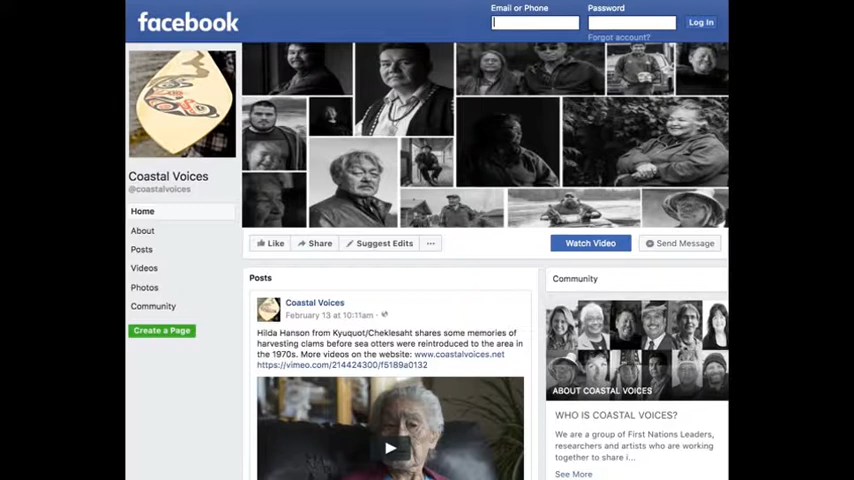 facebook
Email or Phone
Password
Log In
Forgot account?
Coastal Voices
@coastalvoices
Home
About
Posts
Videos
Photos
Community
Create a Page
Like
Share
Suggest Edits
Watch Video
Send Message
Posts
Coastal Voices
February 13 at 10:11am ·
Hilda Hanson from Kyuquot/Cheklesaht shares some memories of
harvesting clams before sea otters were reintroduced to the area in
the 1970s. More videos on the website: www.coastalvoices.net
https://vimeo.com/214424300/f5189a0132
Community
ABOUT COASTAL VOICES
WHO IS COASTAL VOICES?
We are a group of First Nations Leaders,
researchers and artists who are working
together to share i...
See More